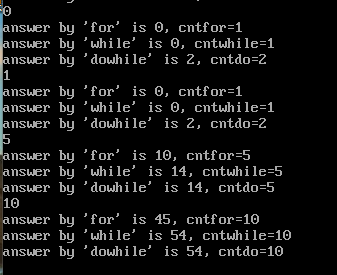 0
answer by 'for' is 0, cntfor=1
answer by 'while' is 0, cntwhile=1
answer by 'dowhile' is 2, cntdo=2
1
answer by 'for' is 0, cntfor=1
answer by 'while' is 0, cntwhile=1
answer by 'dowhile' is 2, cntdo=2
5
answer by 'for' is 10, cntfor=5
answer by 'while' is 14, cntwhile=5
answer by 'dowhile' is 14, cntdo=5
10
answer by 'for' is 45, cntfor=10
answer by 'while' is 54, cntwhile=10
answer by 'dowhile' is 54, cntdo=10